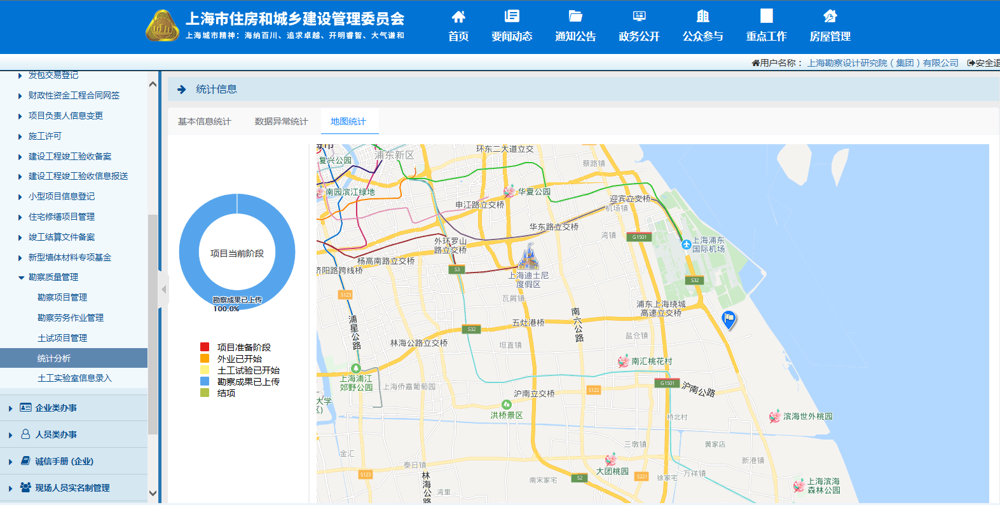 上海市住房和城乡建设管理委员会
上海城市精神：海纳百川、追求卓越、开明睿智、大气谦和
首页
要闻动态
通知公告
政务公开
公众参与
重点工作
房屋管理
用户名称： 上海勘察设计研究院（集团）有限公司 安全退
发包交易登记
财政性资金工程合同网签
项目负责人信息变更
施工许可
建设工程竣工验收备案
建设工程竣工验收信息报送
小型项目信息登记
住宅修缮项目管理
竣工结算文件备案
新型墙体材料专项基金
勘察质量管理
勘察项目管理
勘察劳务作业管理
土试项目管理
统计分析
土工实验室信息录入
企业类办事
人员类办事
诚信手册 (企业)
现场人员实名制管理
统计信息
基本信息统计
数据异常统计
地图统计
项目当前阶段
勘察成果已上传
100.0%
项目准备阶段
外业已开始
土工试验已开始
勘察成果已上传
结项
浦东新区
环东二大道立交
复兴公园
蔡路镇
南园滨江绿地
华夏公园
迎宾立交桥
申江路立交桥
机场镇
华东路立交桥
湾镇
G1501
上海浦东
国际机场
外环罗山
路立交桥
杨高南路立交桥
济阳路跨线桥
S3
上海迪士尼
度假区
S32
S123
瓦屑镇
浦东上海绕城
高速立交桥
浦星公路
南六公路
五灶港桥
S32
盐仓镇
林海公路立交桥
坦直镇
南汇桃花村
上海浦江
郊野公园
上海侨嘉葡萄园
G1501
沪南公路
S122
沪南立交桥
大学
洪桥景区
桥北村
滨海世外桃园
三墩镇
黄家店
金汇
新港镇
泰日镇
大团桃园
S123
林海公路
南宋家宅
S2
S221
徐家宅
万祥镇
湾里
上海滨海
森林公园